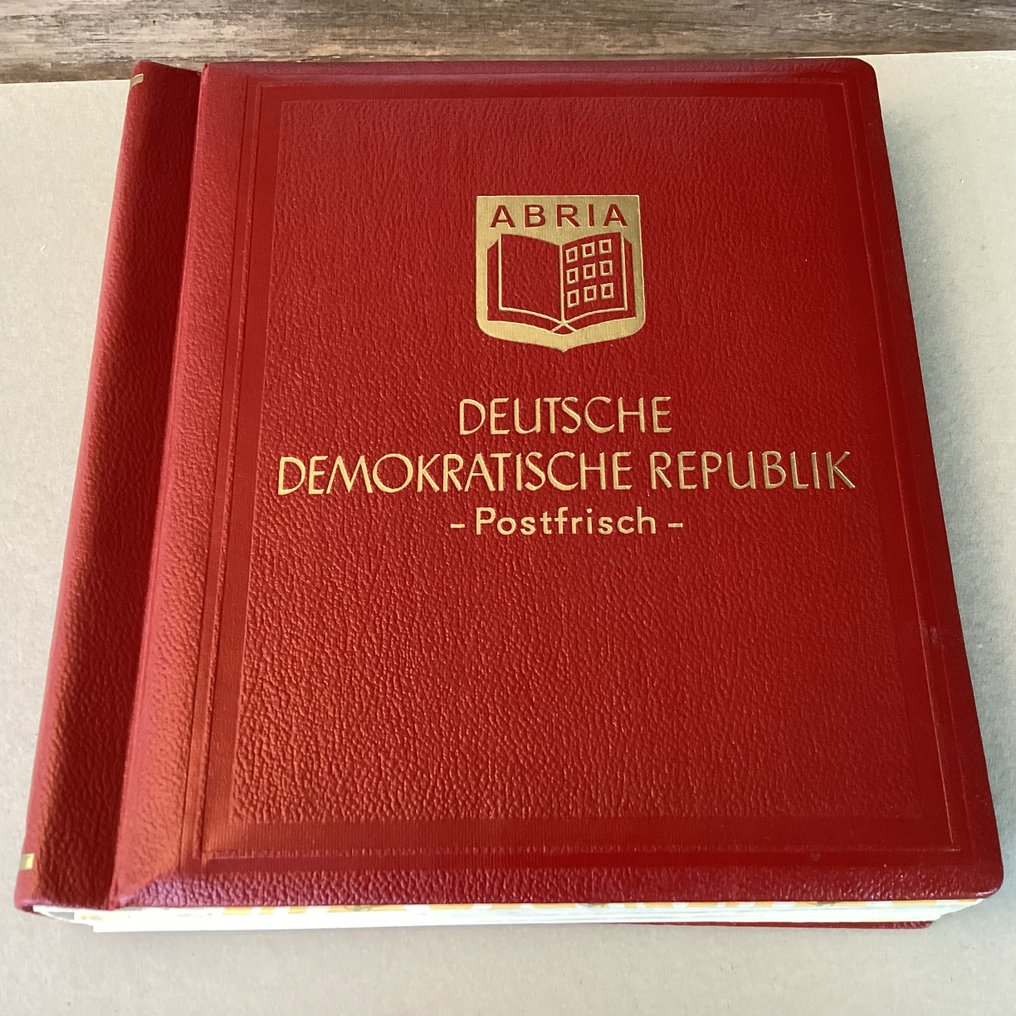 ABRIA
DEUTSCHE
DEMOKRATISCHE REPUBLIK
- Postfrisch -